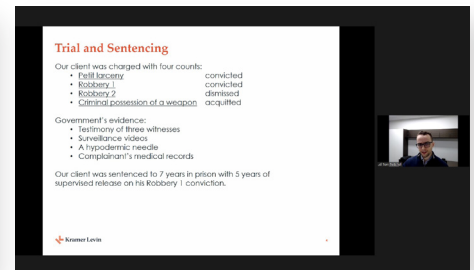 Trial and Sentencing
Our client was charged with four counts:
• Petit larceny convicted
• Robbery 1 convicted
• Robbery 2 dismissed
• Criminal possession of a weapon acquitted
Government's evidence:
• Testimony of three witnesses
• Surveillance videos
• A hypodermic needle
• Complainant's medical records
Our client was sentenced to 7 years in prison with 5 years of
supervised release on his Robbery 1 conviction.
Kramer Levin